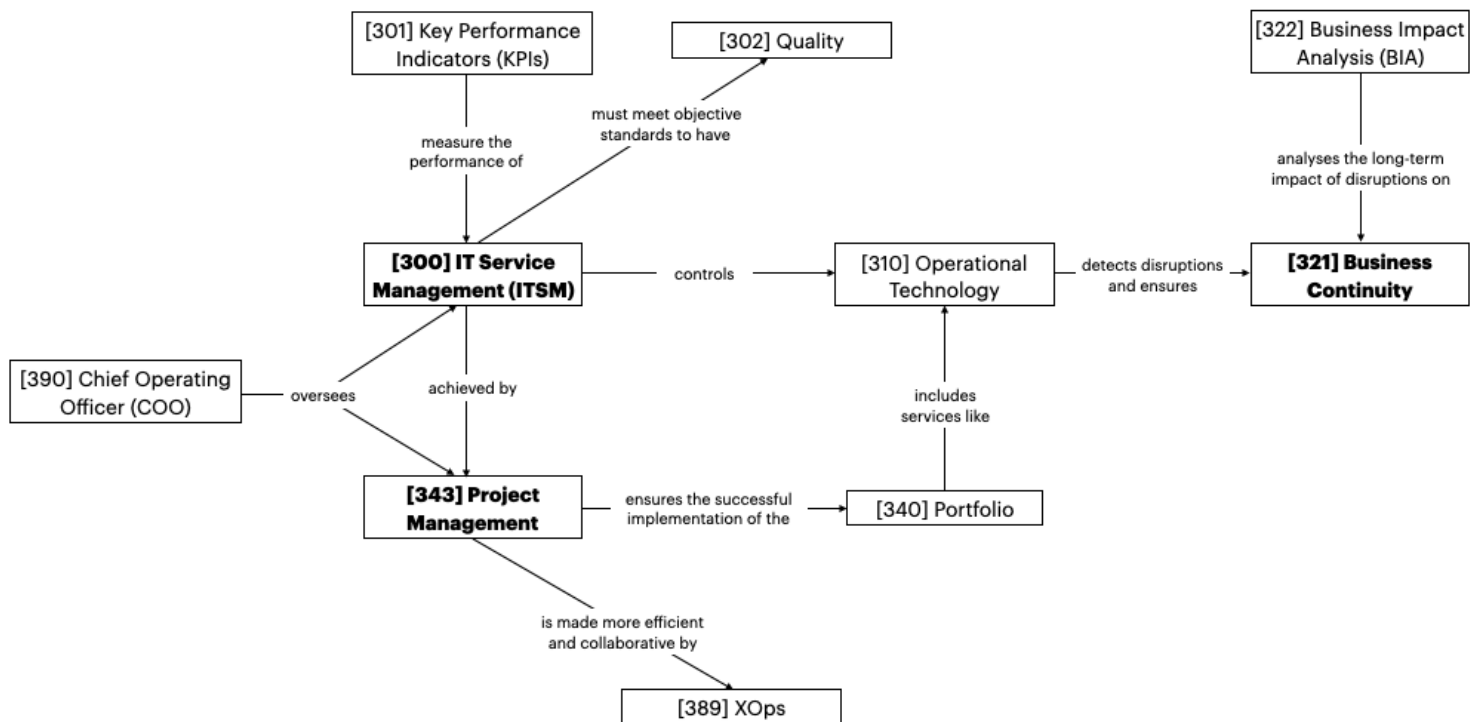 [301] Key Performance
Indicators (KPIs)
[302] Quality
[322] Business Impact
Analysis (BIA)
must meet objective
standards to have
measure the
performance of
analyses the long-term
impact of disruptions on
[300] IT Service
Management (ITSM)
controls
[310] Operational
Technology
detects disruptions
and ensures
[321] Business
Continuity
[390] Chief Operating
Officer (COO)
oversees
achieved by
includes
services like
[343] Project
Management
ensures the successful
implementation of the
[340] Portfolio
is made more efficient
and collaborative by
[389] XOps